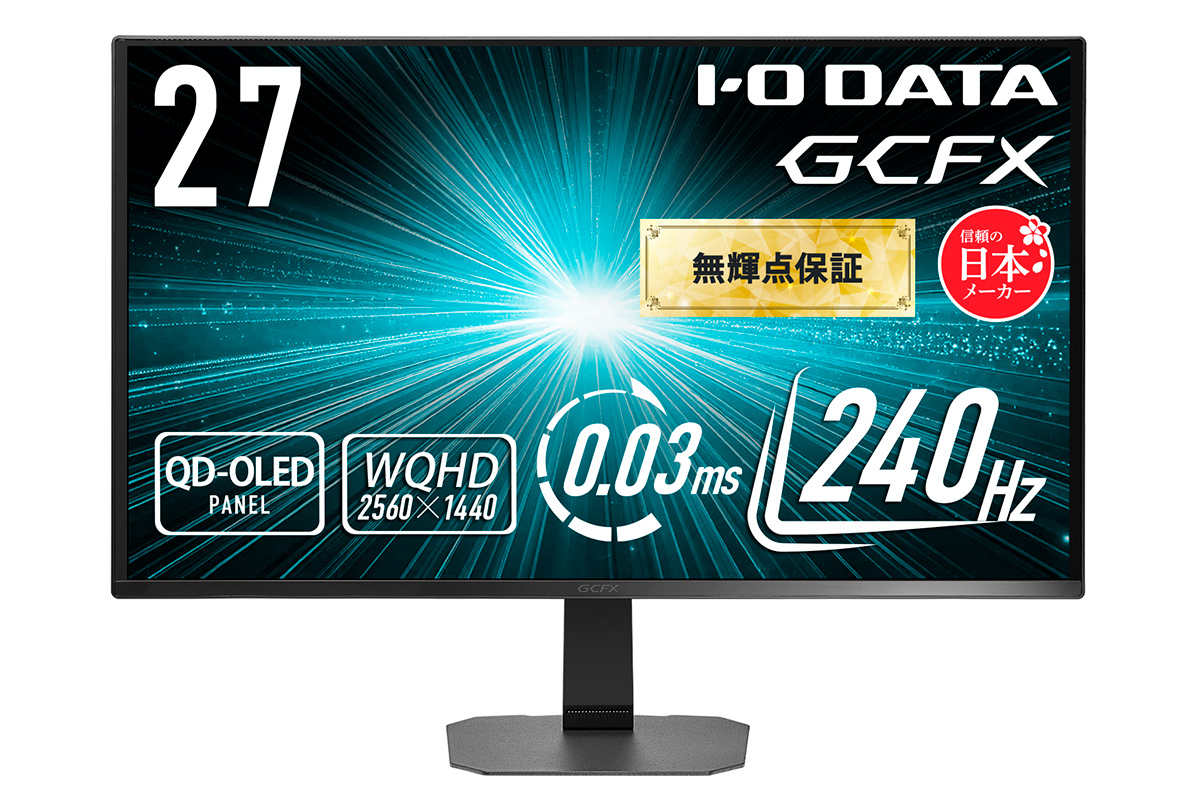 27
I-O DATA
GCFX
無輝点保証
信頼の
日本
メーカー
QD-OLED
PANEL
WQHD
2560×1440
0.03ms
240Hz
GCFX